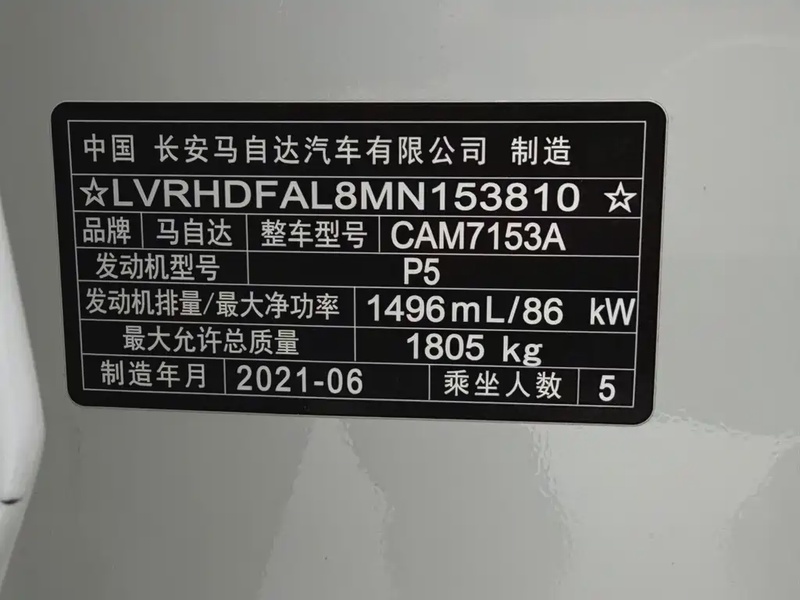 中国 长安马自达汽车有限公司 制造
☆LVRHDFAL8MN153810☆
品牌 马自达 整车型号 CAM7153A
发动机型号 P5
发动机排量/最大净功率 1496mL/86 kW
最大允许总质量 1805 kg
制造年月 2021-06 乘坐人数 5